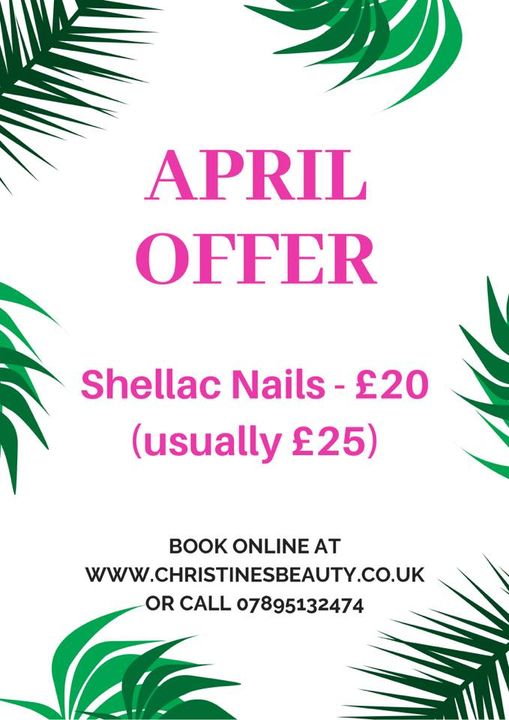 APRIL
OFFER
Shellac Nails - £20
(usually £25)
BOOK ONLINE AT
WWW.CHRISTINESBEAUTY.CO.UK
OR CALL 07895132474